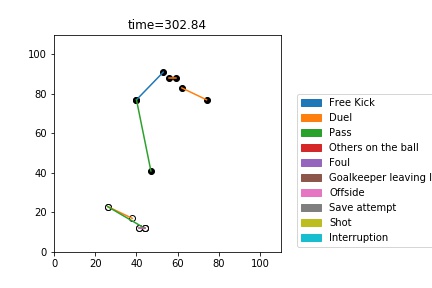 time=302.84
100
80
60
40
20
0
0 20 40 60 80 100
Free Kick
Duel
Pass
Others on the ball
Foul
Goalkeeper leaving l
Offside
Save attempt
Shot
Interruption